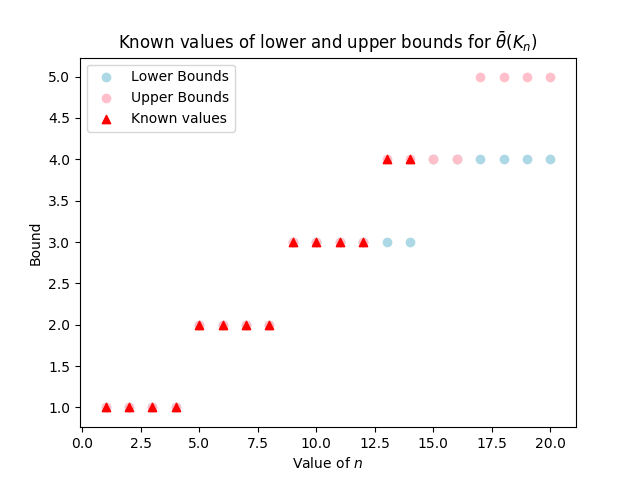 Known values of lower and upper bounds for θ̄(Kₙ)
Lower Bounds
Upper Bounds
Known values
5.0
4.5
4.0
3.5
3.0
2.5
2.0
1.5
1.0
Bound
0.0 2.5 5.0 7.5 10.0 12.5 15.0 17.5 20.0
Value of n